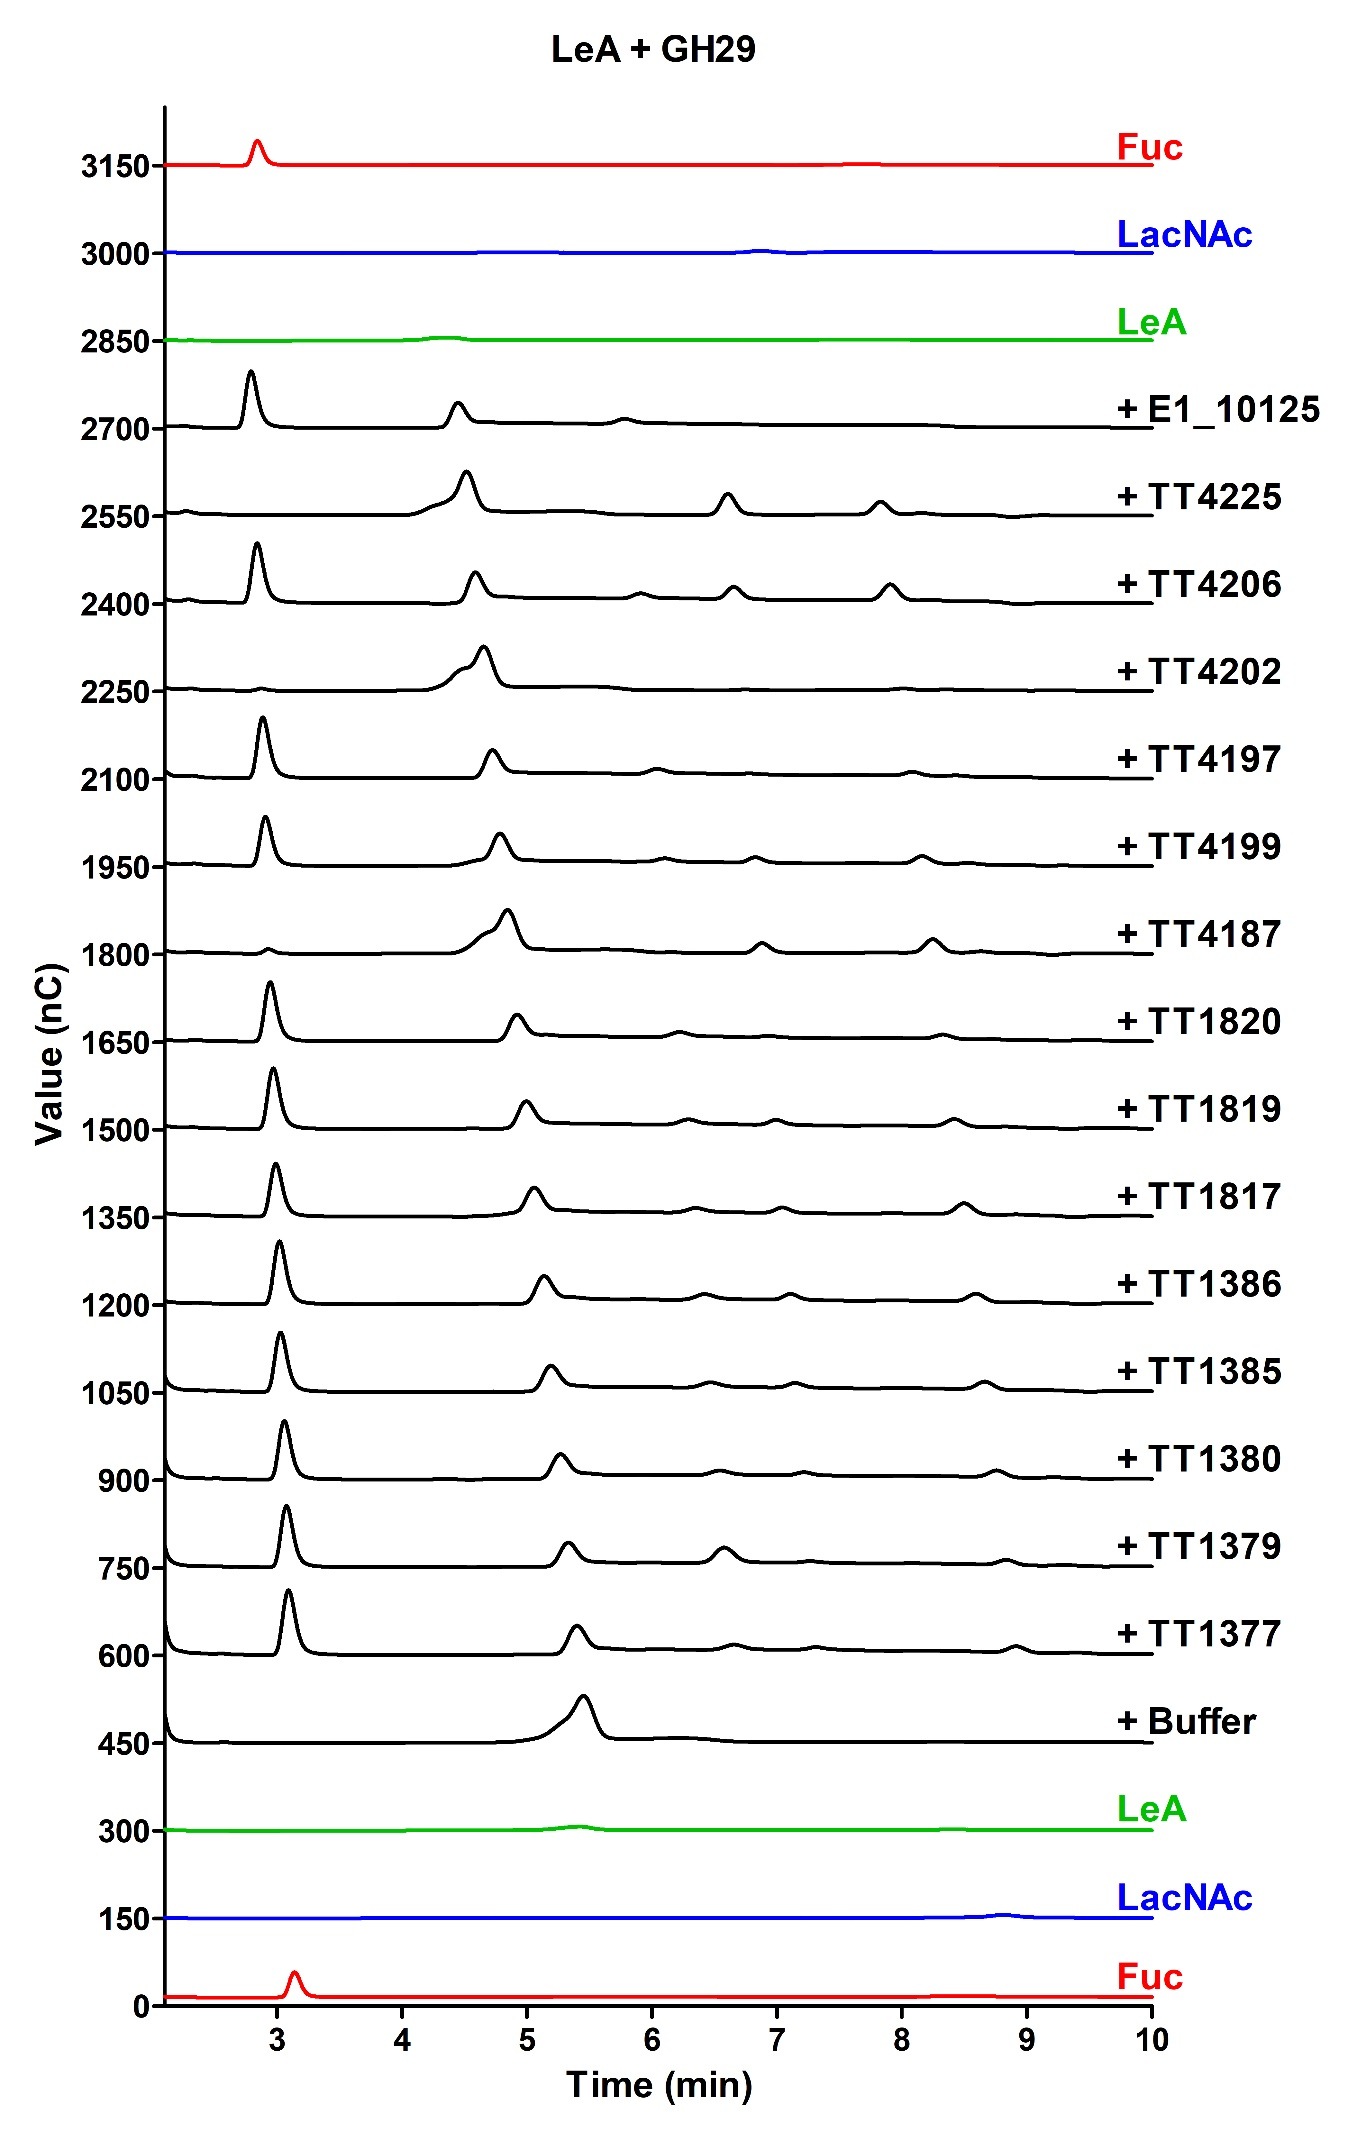 LeA + GH29
3150
Fuc
3000
LacNAc
2850
LeA
2700
+ E1_10125
2550
+ TT4225
2400
+ TT4206
2250
+ TT4202
2100
+ TT4197
1950
+ TT4199
1800
+ TT4187
1650
+ TT1820
1500
+ TT1819
1350
+ TT1817
1200
+ TT1386
1050
+ TT1385
900
+ TT1380
750
+ TT1379
600
+ TT1377
450
+ Buffer
300
LeA
150
LacNAc
0
Fuc
Value (nC)
3 4 5 6 7 8 9 10
Time (min)